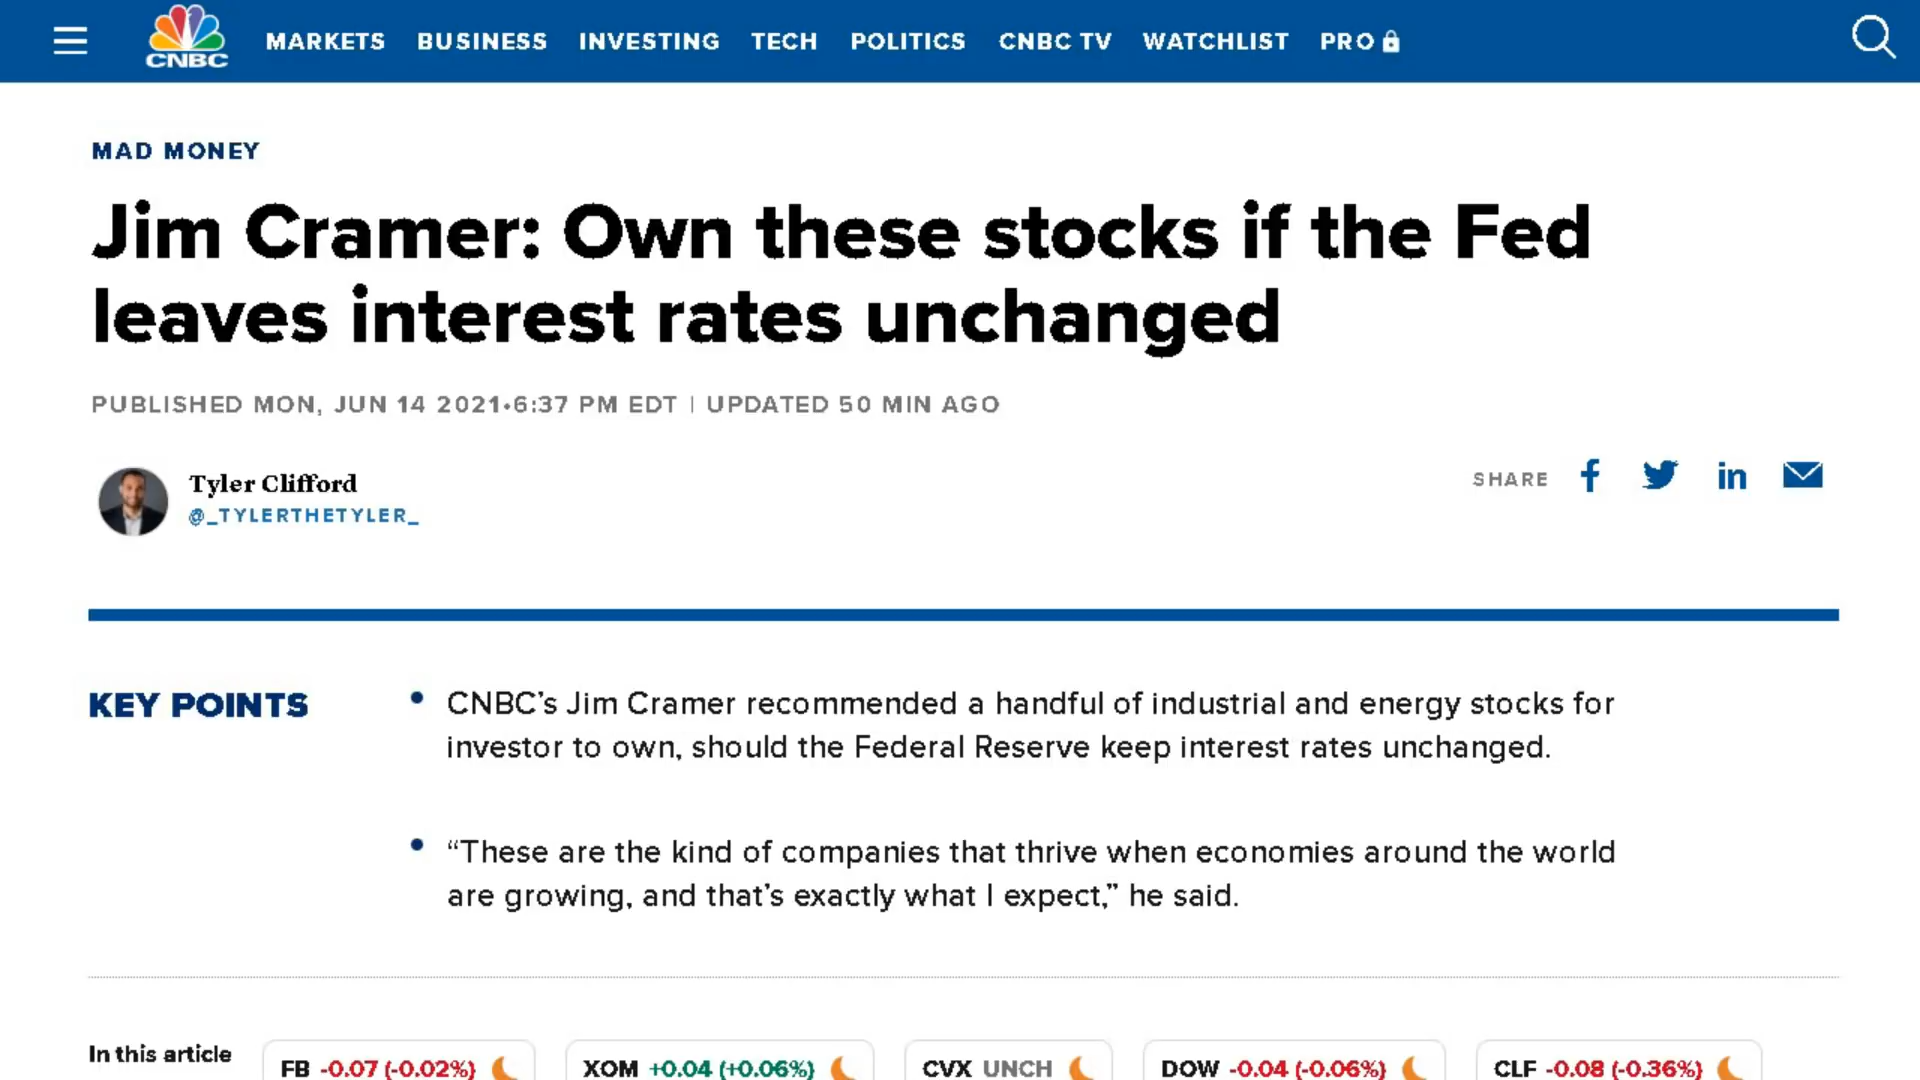 CNBC
MARKETS BUSINESS INVESTING TECH POLITICS CNBC TV WATCHLIST PRO
MAD MONEY
Jim Cramer: Own these stocks if the Fed
leaves interest rates unchanged
PUBLISHED MON, JUN 14 2021•6:37 PM EDT | UPDATED 50 MIN AGO
Tyler Clifford
@_TYLERTHETYLER_
SHARE
KEY POINTS
• CNBC’s Jim Cramer recommended a handful of industrial and energy stocks for
investor to own, should the Federal Reserve keep interest rates unchanged.
• “These are the kind of companies that thrive when economies around the world
are growing, and that’s exactly what I expect,” he said.
In this article
FB -0.07 (-0.02%) XOM +0.04 (+0.06%) CVX UNCH DOW -0.04 (-0.06%) CLF -0.08 (-0.36%)